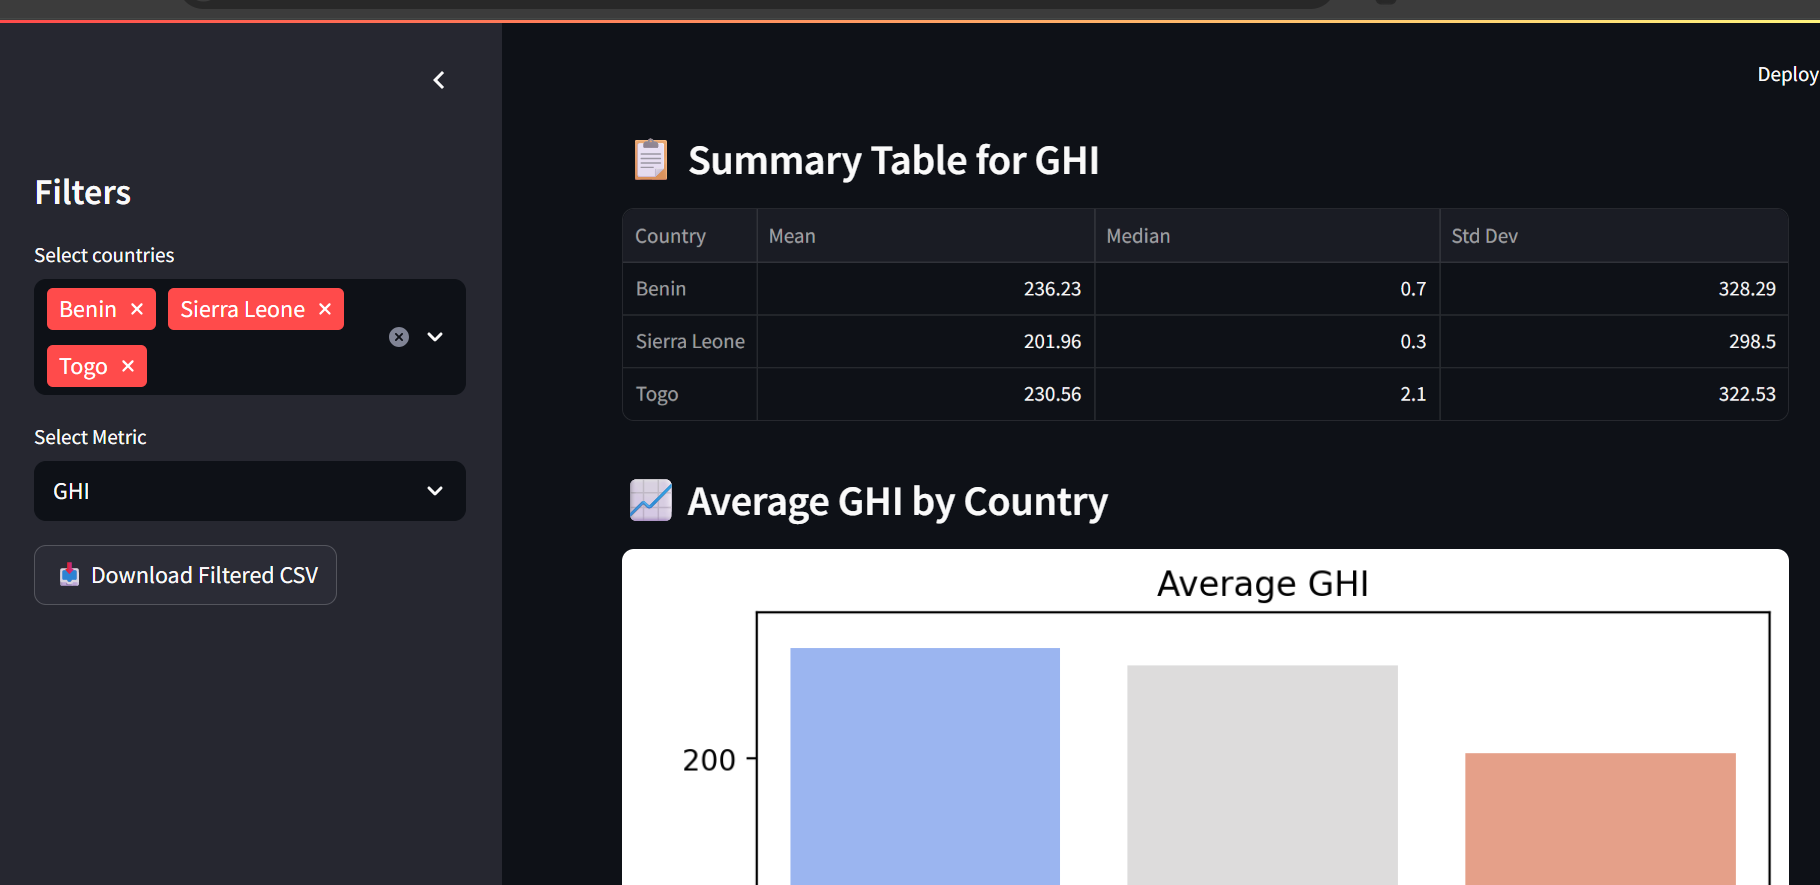 Deploy
Filters
Select countries
Benin
Sierra Leone
Togo
Select Metric
GHI
Download Filtered CSV
Summary Table for GHI
Country Mean Median Std Dev
Benin 236.23 0.7 328.29
Sierra Leone 201.96 0.3 298.5
Togo 230.56 2.1 322.53
Average GHI by Country
Average GHI
200